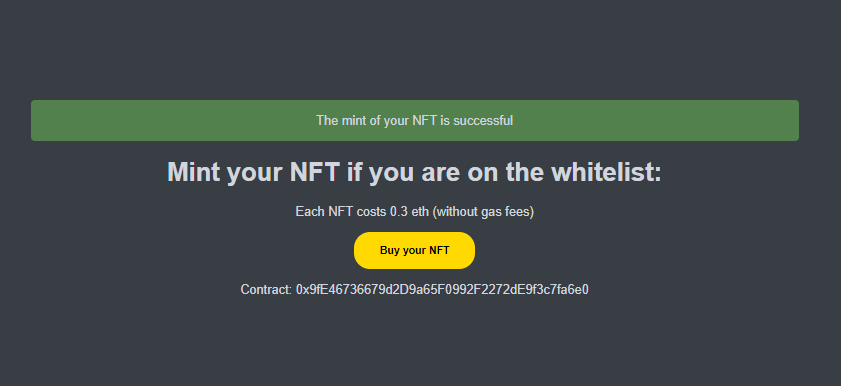 The mint of your NFT is successful
Mint your NFT if you are on the whitelist:
Each NFT costs 0.3 eth (without gas fees)
Buy your NFT
Contract: 0x9fE46736679d2D9a65F0992F2272dE9f3c7fa6e0